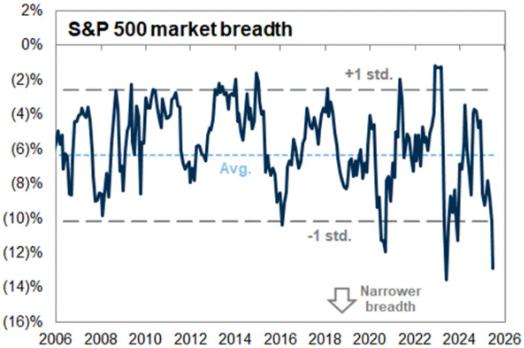 S&P 500 market breadth
2%
0%
(2)%
(4)%
(6)%
(8)%
(10)%
(12)%
(14)%
(16)%
+1 std.
Avg.
-1 std.
Narrower
breadth
2006 2008 2010 2012 2014 2016 2018 2020 2022 2024 2026